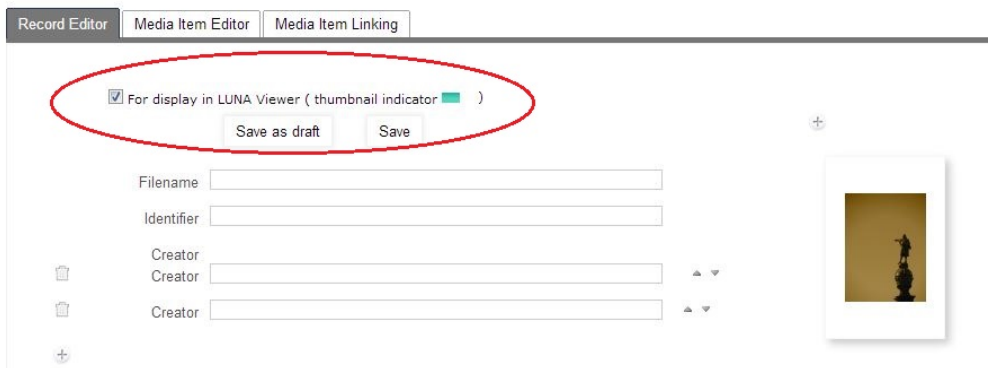 Record Editor Media Item Editor Media Item Linking
For display in LUNA Viewer ( thumbnail indicator )
Save as draft Save
Filename
Identifier
Creator
Creator
Creator